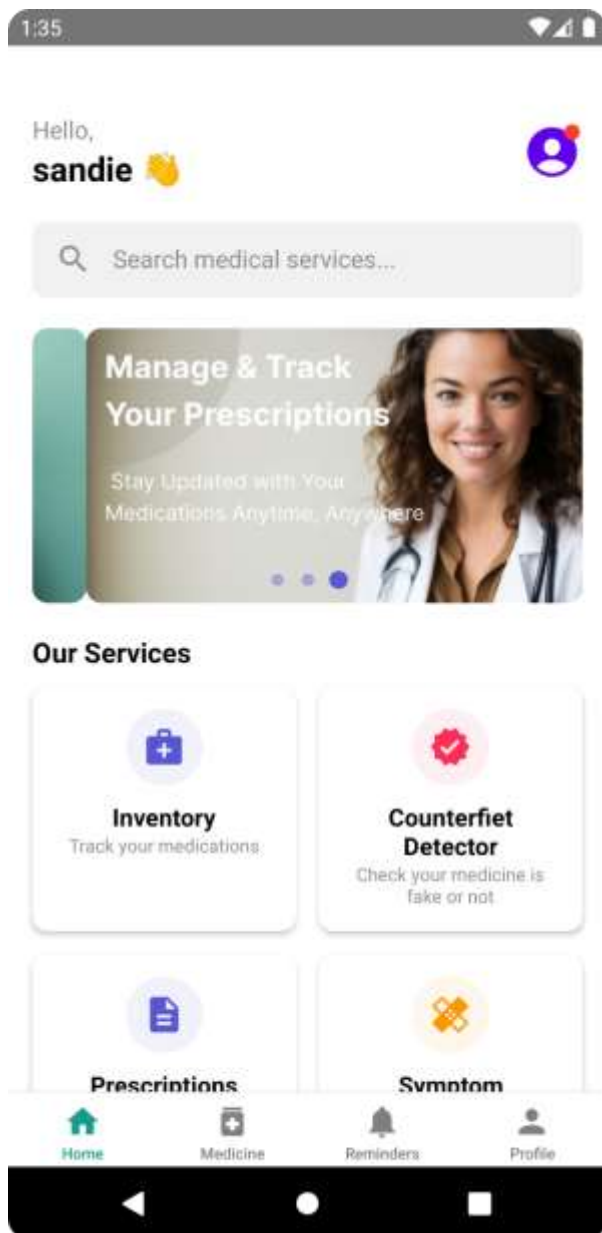 1:35
Hello,
sandie 👋
Search medical services...
Manage & Track
Your Prescriptions
Stay Updated with Your
Medications Anytime, Anywhere
Our Services
Inventory
Track your medications
Counterfiet
Detector
Check your medicine is
fake or not
Prescriptions
Symptom
Home
Medicine
Reminders
Profile